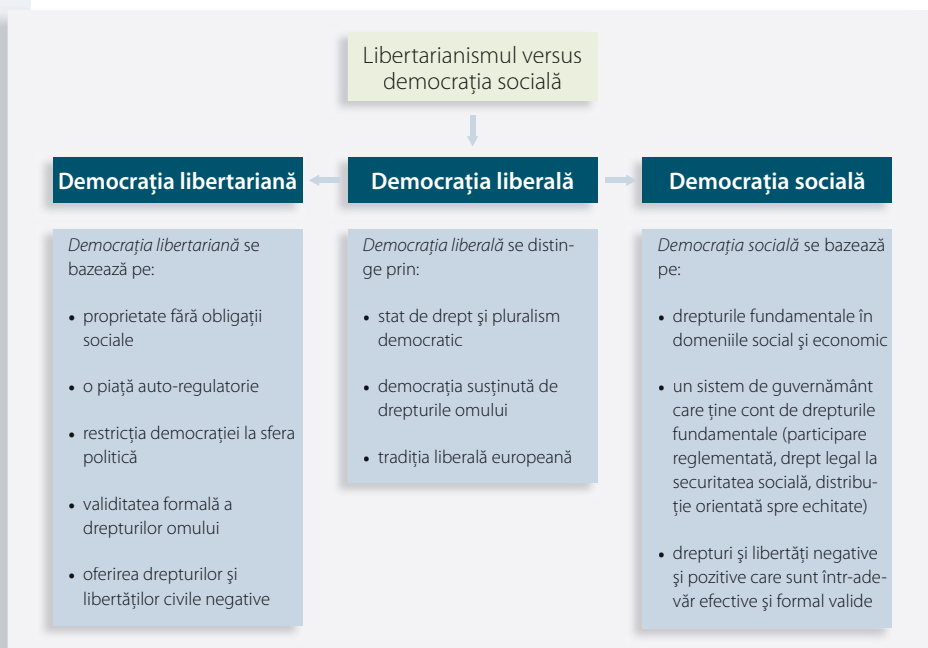 Libertarianismul versus
democrația socială
Democrația libertariană
Democrația liberală
Democrația socială
Democrația libertariană se
bazează pe:
• proprietate fără obligații
sociale
• o piață auto-regulatorie
• restricția democrației la sfera
politică
• validitatea formală a
drepturilor omului
• oferirea drepturilor și
libertăților civile negative
Democrația liberală se distin-
ge prin:
• stat de drept și pluralism
democratic
• democrația susținută de
drepturile omului
• tradiția liberală europeană
Democrația socială se bazează
pe:
• drepturile fundamentale în
domeniile social și economic
• un sistem de guvernământ
care ține cont de drepturile
fundamentale (participare
reglementată, drept legal la
securitatea socială, distribu-
ție orientată spre echitate)
• drepturi și libertăți negative
și pozitive care sunt într-ade-
văr efective și formal valide